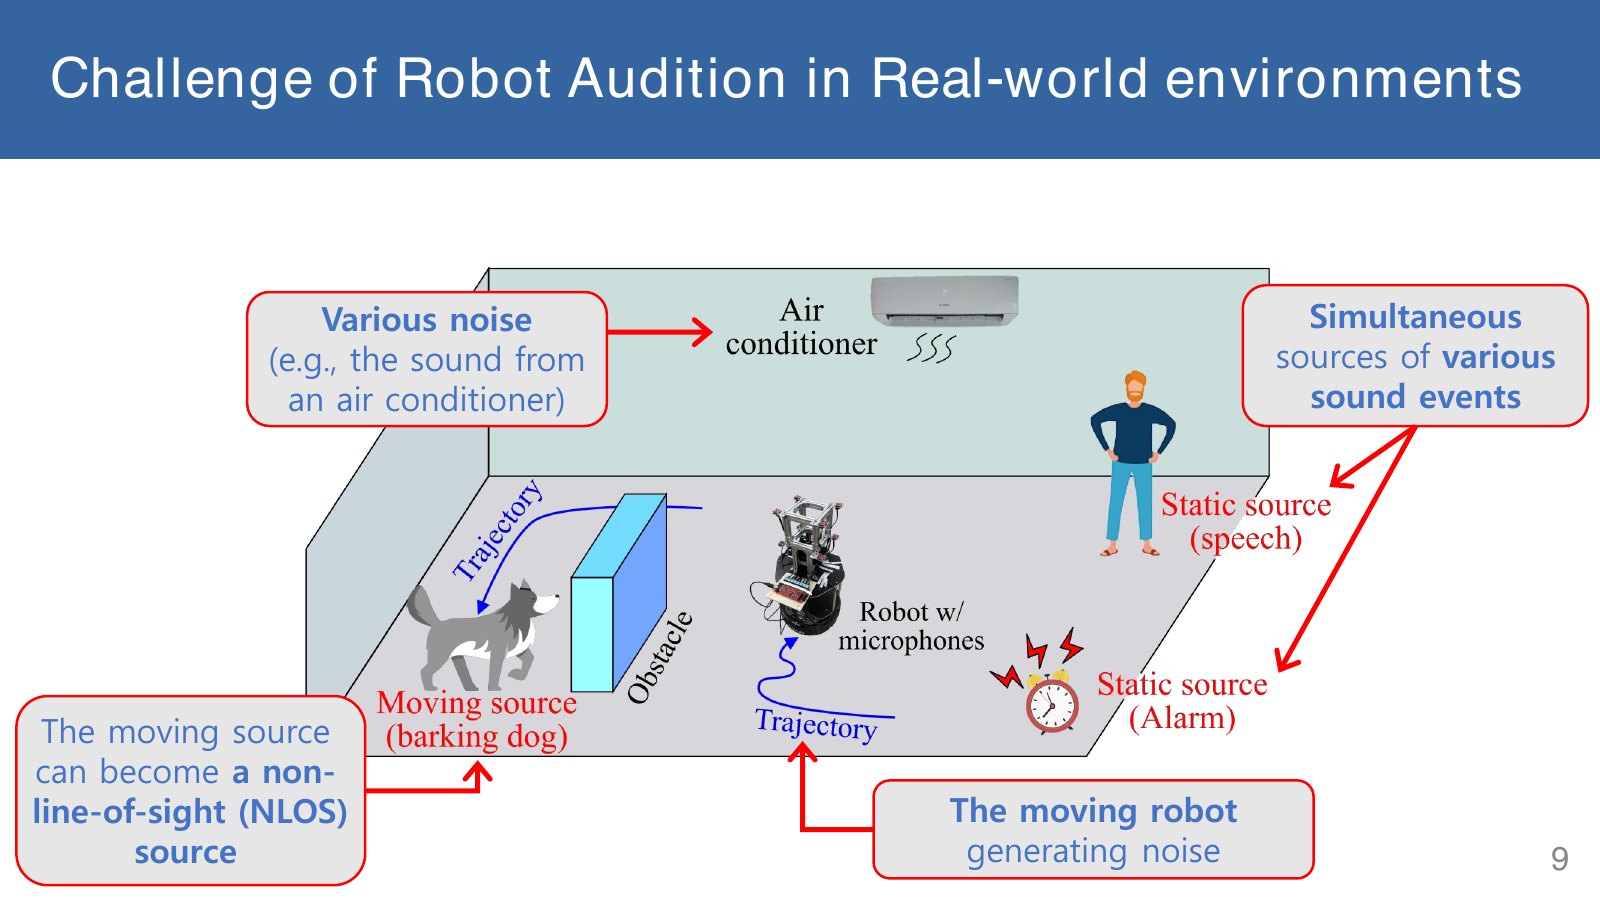 Challenge of Robot Audition in Real-world environments
Various noise
(e.g., the sound from
an air conditioner)
Air
conditioner
Simultaneous
sources of various
sound events
Trajectory
Static source
(speech)
Obstacle
Robot w/
microphones
Moving source
(barking dog)
Trajectory
Static source
(Alarm)
The moving source
can become a non-
line-of-sight (NLOS)
source
The moving robot
generating noise
9